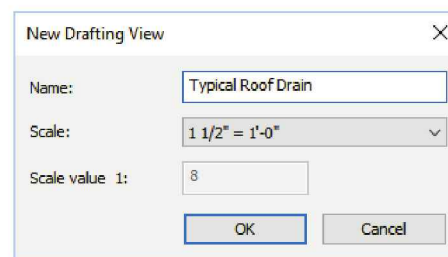 New Drafting View
Name: Typical Roof Drain
Scale: 1 1/2" = 1'-0"
Scale value 1: 8
OK Cancel